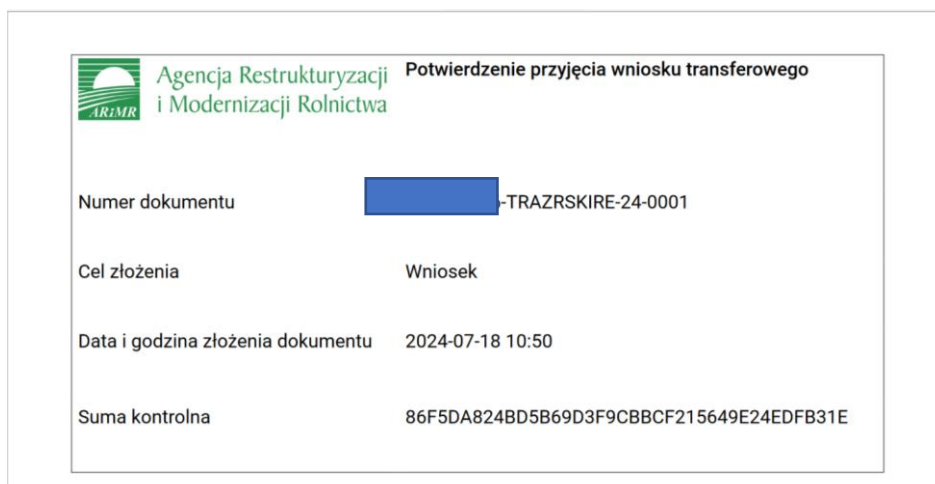 Agencja Restrukturyzacji
i Modernizacji Rolnictwa
ARiMR
Potwierdzenie przyjęcia wniosku transferowego
Numer dokumentu -TRAZRSKIRE-24-0001
Cel złożenia Wniosek
Data i godzina złożenia dokumentu 2024-07-18 10:50
Suma kontrolna 86F5DA824BD5B69D3F9CBBCF215649E24EDFB31E